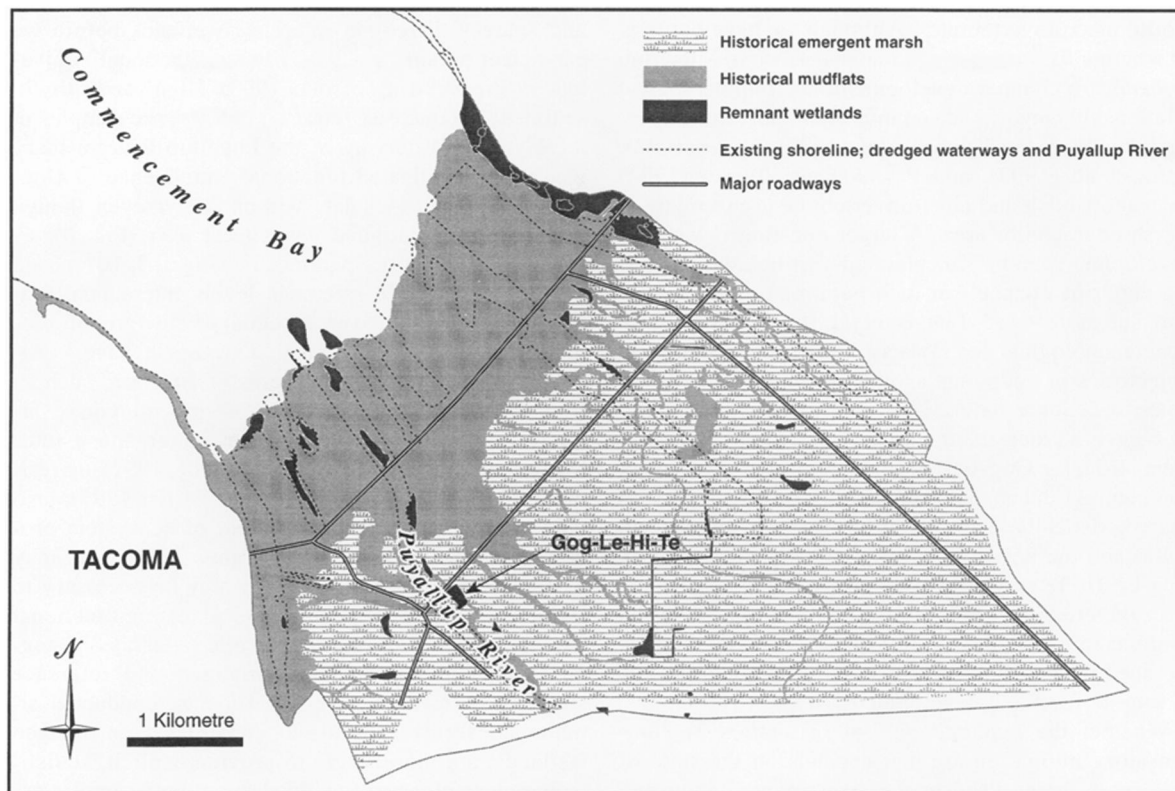 Commencement Bay
Historical emergent marsh
Historical mudflats
Remnant wetlands
Existing shoreline; dredged waterways and Puyallup River
Major roadways
TACOMA
Gog-Le-Hi-Te
Puyallup River
N
1 Kilometre